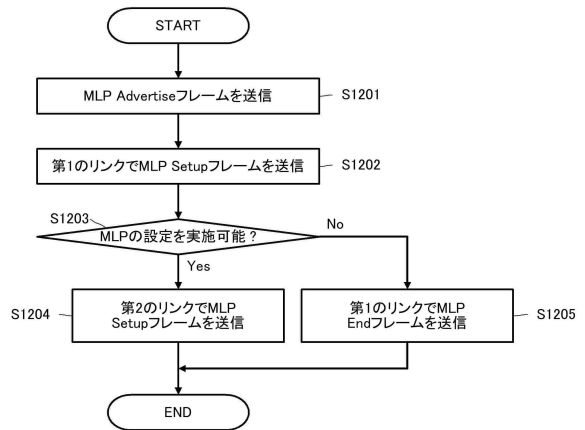 START
MLP Advertiseフレームを送信
S1201
第1のリンクでMLP Setupフレームを送信
S1202
S1203
MLPの設定を実施可能？
No
Yes
S1204
第2のリンクでMLP
Setupフレームを送信
第1のリンクでMLP
Endフレームを送信
S1205
END